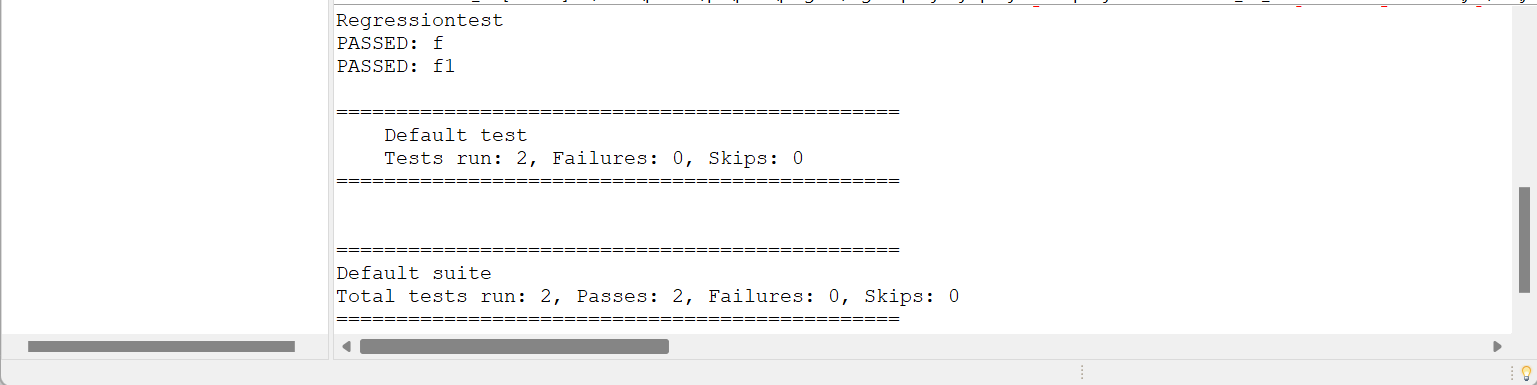 Regressiontest
PASSED: f
PASSED: f1
===============================================
    Default test
    Tests run: 2, Failures: 0, Skips: 0
===============================================
===============================================
Default suite
Total tests run: 2, Passes: 2, Failures: 0, Skips: 0
===============================================